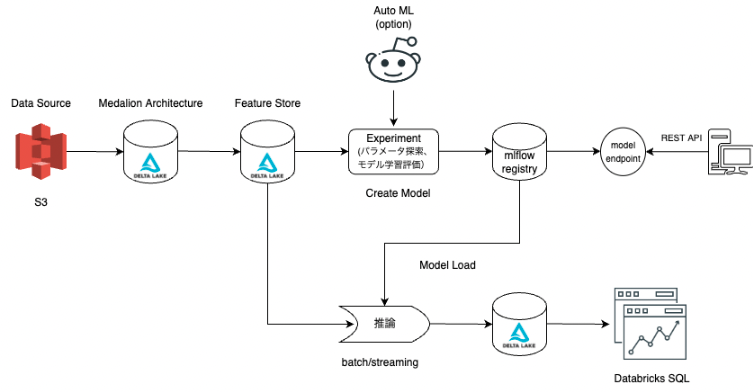 Auto ML
(option)
Data Source
Medalion Architecture
Feature Store
Experiment
(パラメータ探索、
モデル学習評価)
mlflow
registry
model
endpoint
REST API
DELTA LAKE
DELTA LAKE
S3
Create Model
Model Load
推論
DELTA LAKE
batch/streaming
Databricks SQL